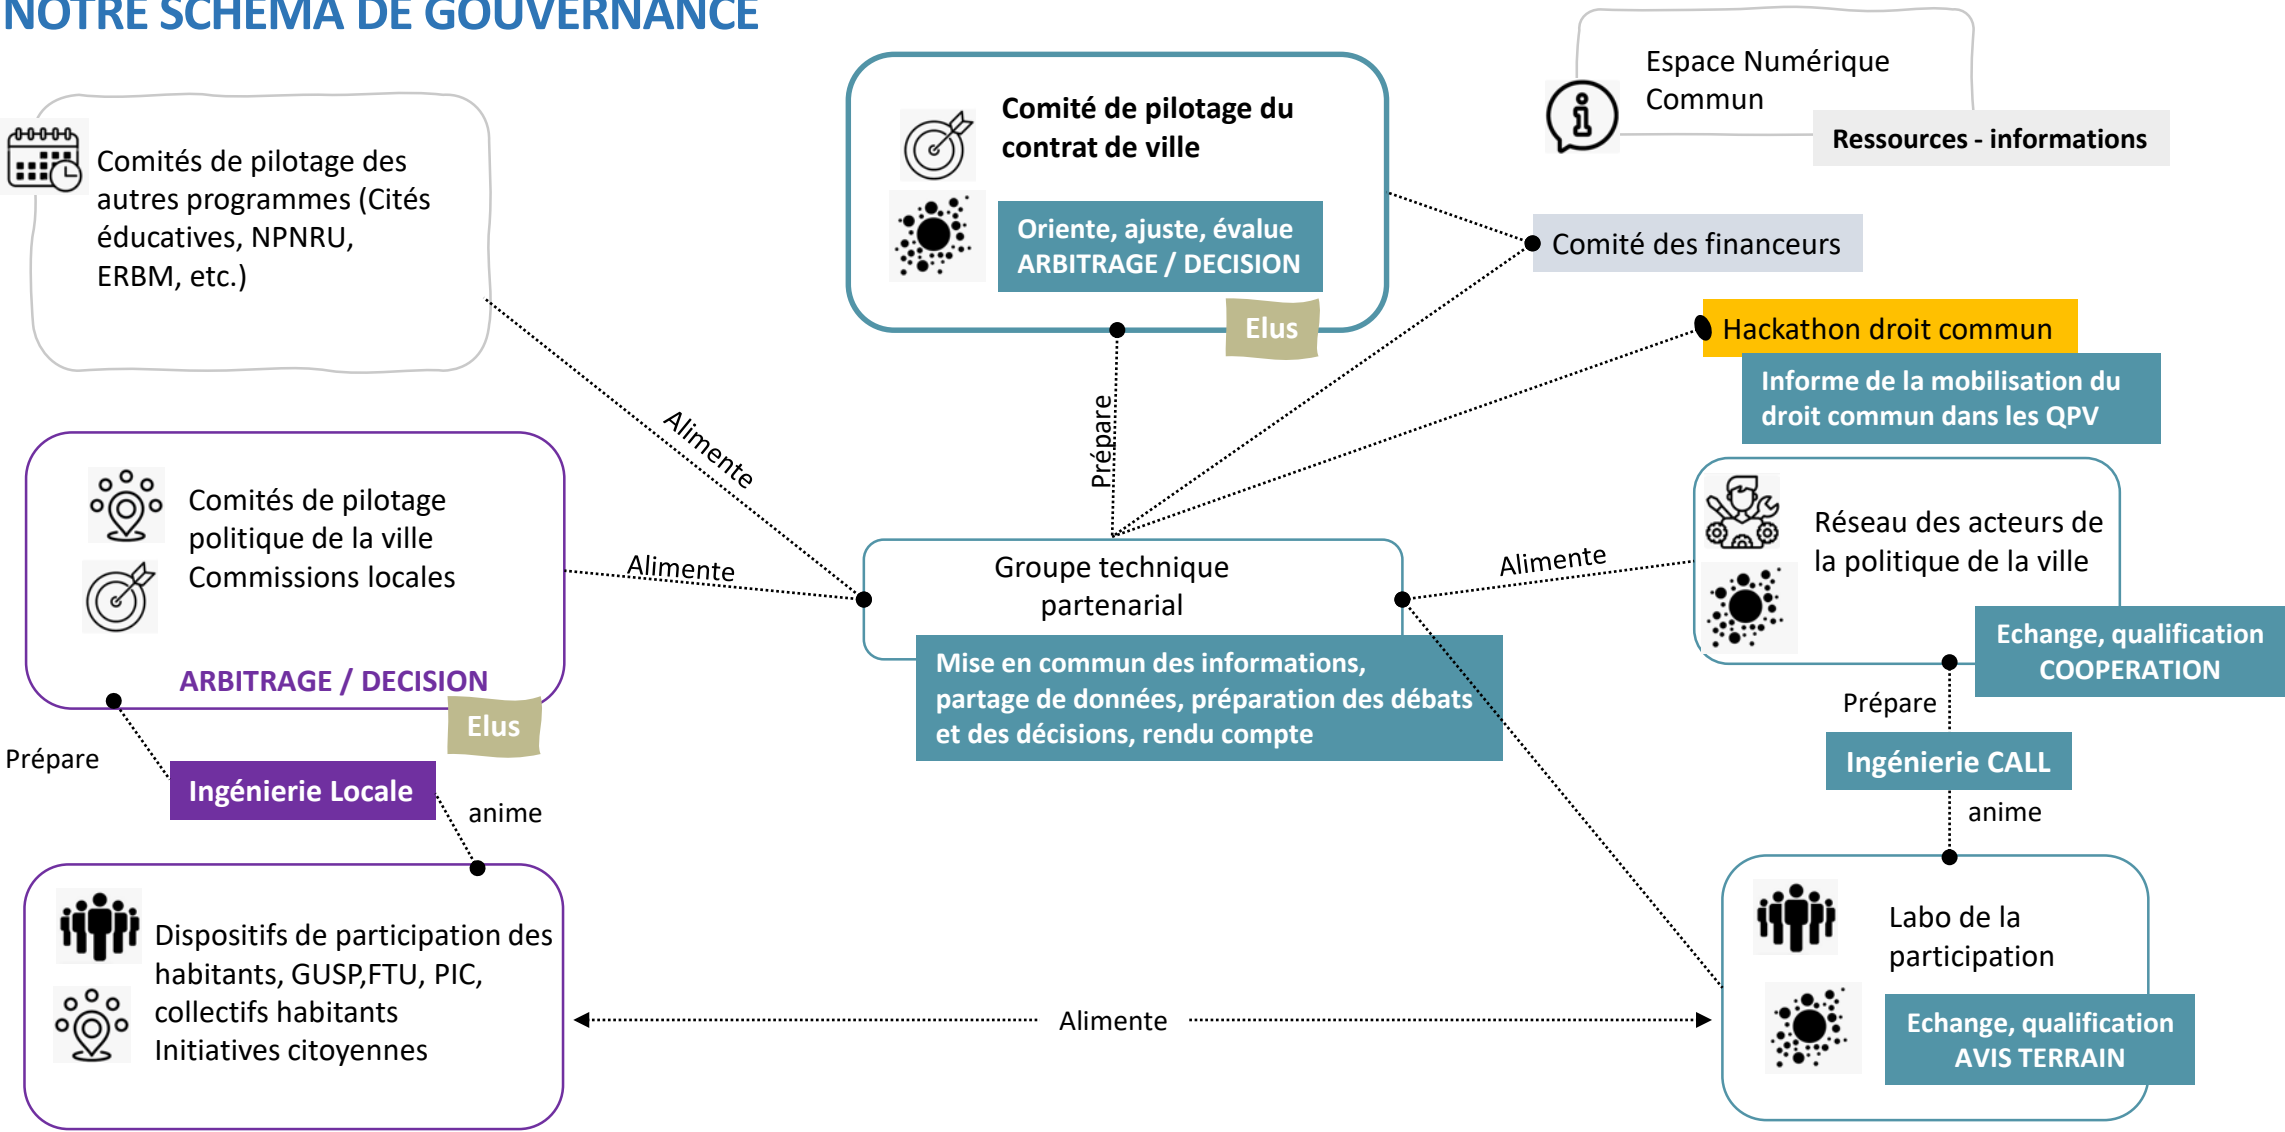 NOTRE SCHEMA DE GOUVERNANCE
Espace Numérique
Commun
Ressources - informations
Comité de pilotage du
contrat de ville
Oriente, ajuste, évalue
ARBITRAGE / DECISION
Elus
Comités de pilotage des
autres programmes (Cités
éducatives, NPNRU,
ERBM, etc.)
Comité des financeurs
Hackathon droit commun
Informe de la mobilisation du
droit commun dans les QPV
Alimente
Prépare
Comités de pilotage
politique de la ville
Commissions locales
ARBITRAGE / DECISION
Elus
Alimente
Groupe technique
partenarial
Mise en commun des informations,
partage de données, préparation des débats
et des décisions, rendu compte
Alimente
Réseau des acteurs de
la politique de la ville
Echange, qualification
COOPERATION
Prépare
Ingénierie Locale
anime
Prépare
Ingénierie CALL
anime
Dispositifs de participation des
habitants, GUSP,FTU, PIC,
collectifs habitants
Initiatives citoyennes
Alimente
Labo de la
participation
Echange, qualification
AVIS TERRAIN